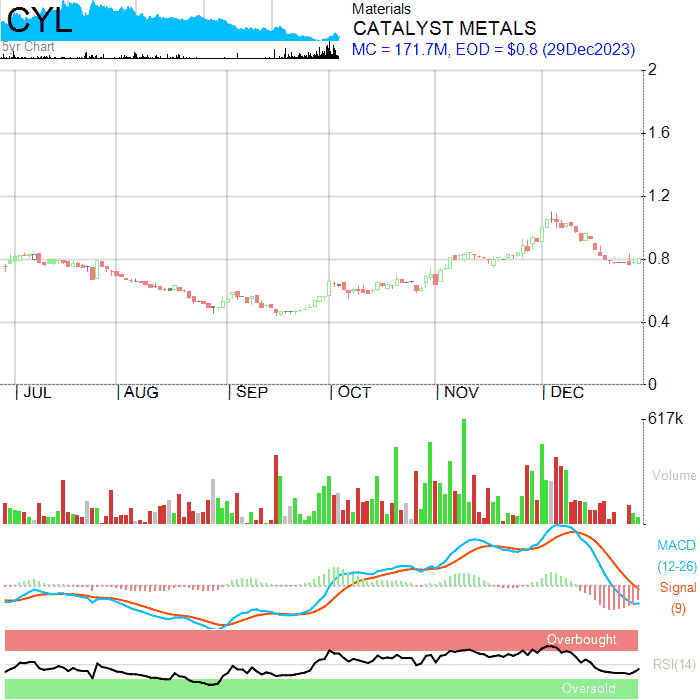 CYL
5yr Chart
Materials
CATALYST METALS
MC = 171.7M, EOD = $0.8 (29Dec2023)
2
1.6
1.2
0.8
0.4
0
JUL AUG SEP OCT NOV DEC
617k
Volume
MACD
(12-26)
Signal
(9)
Overbought
RSI(14)
Oversold